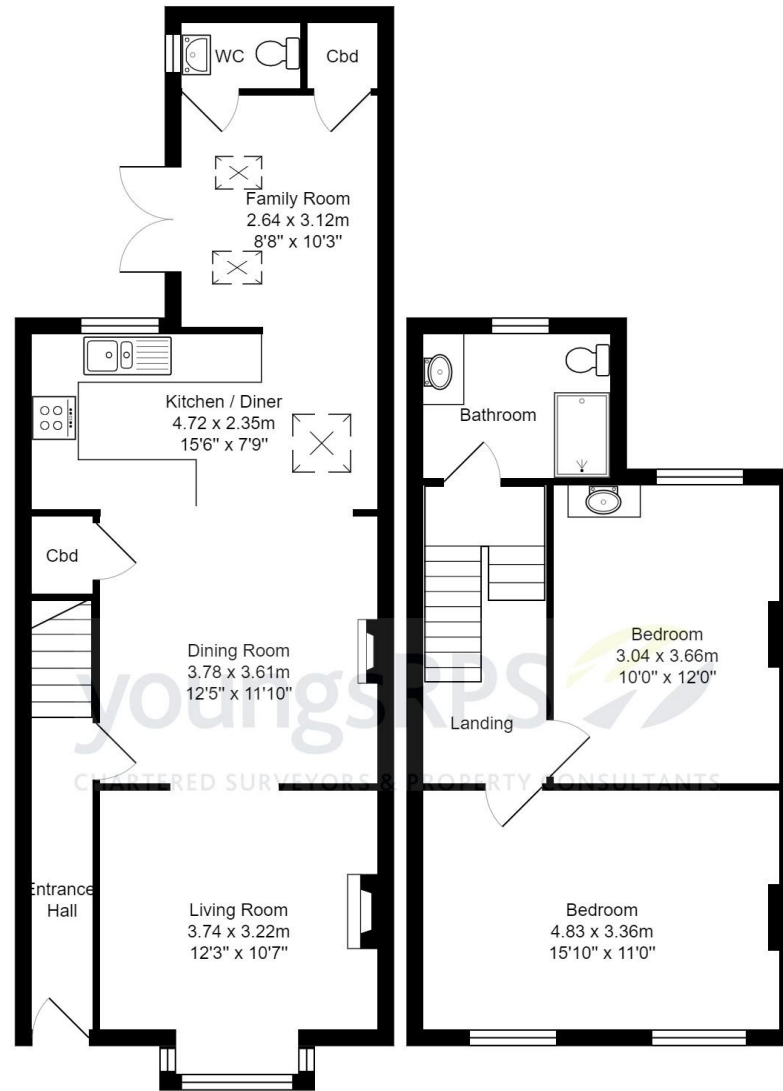 WC
Cbd
Family Room
2.64 x 3.12m
8'8" x 10'3"
Kitchen / Diner
4.72 x 2.35m
15'6" x 7'9"
Cbd
Dining Room
3.78 x 3.61m
12'5" x 11'10"
Entrance
Hall
Living Room
3.74 x 3.22m
12'3" x 10'7"
Bathroom
Bedroom
3.04 x 3.66m
10'0" x 12'0"
Landing
Bedroom
4.83 x 3.36m
15'10" x 11'0"
youngsRPS
CHARTERED SURVEYORS & PROPERTY CONSULTANTS